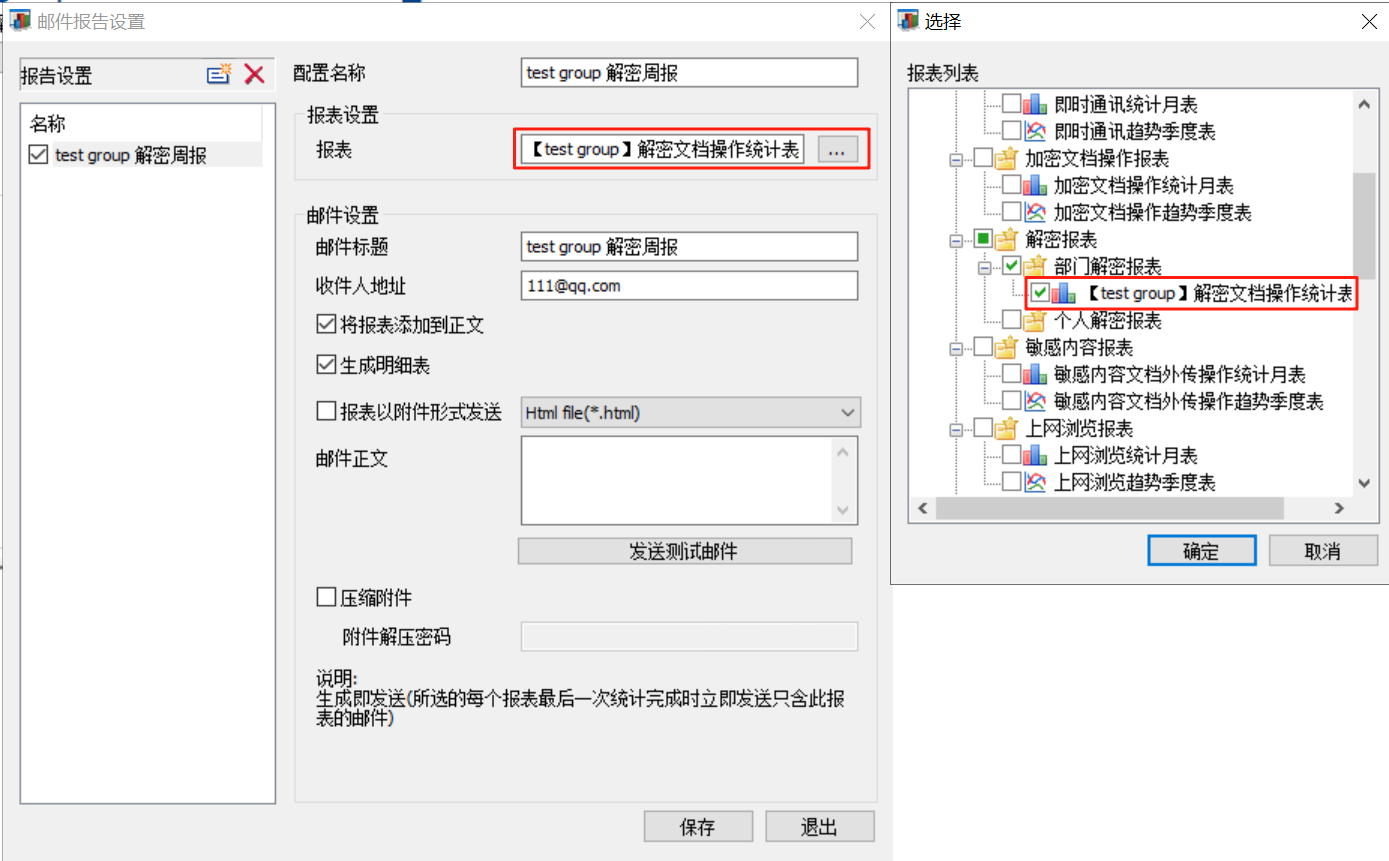 邮件报告设置
报告设置
名称
test group 解密周报
配置名称
test group 解密周报
报表设置
报表
【test group】解密文档操作统计表
...
邮件设置
邮件标题
test group 解密周报
收件人地址
111@qq.com
将报表添加到正文
生成明细表
报表以附件形式发送
Html file(*.html)
邮件正文
发送测试邮件
压缩附件
附件解压密码
说明:
生成即发送(所选的每个报表最后一次统计完成时立即发送只含此报
表的邮件)
保存
退出
选择
报表列表
即时通讯统计月表
即时通讯趋势季度表
加密文档操作报表
加密文档操作统计月表
加密文档操作趋势季度表
解密报表
部门解密报表
【test group】解密文档操作统计表
个人解密报表
敏感内容报表
敏感内容文档外传操作统计月表
敏感内容文档外传操作趋势季度表
上网浏览报表
上网浏览统计月表
上网浏览趋势季度表
确定
取消